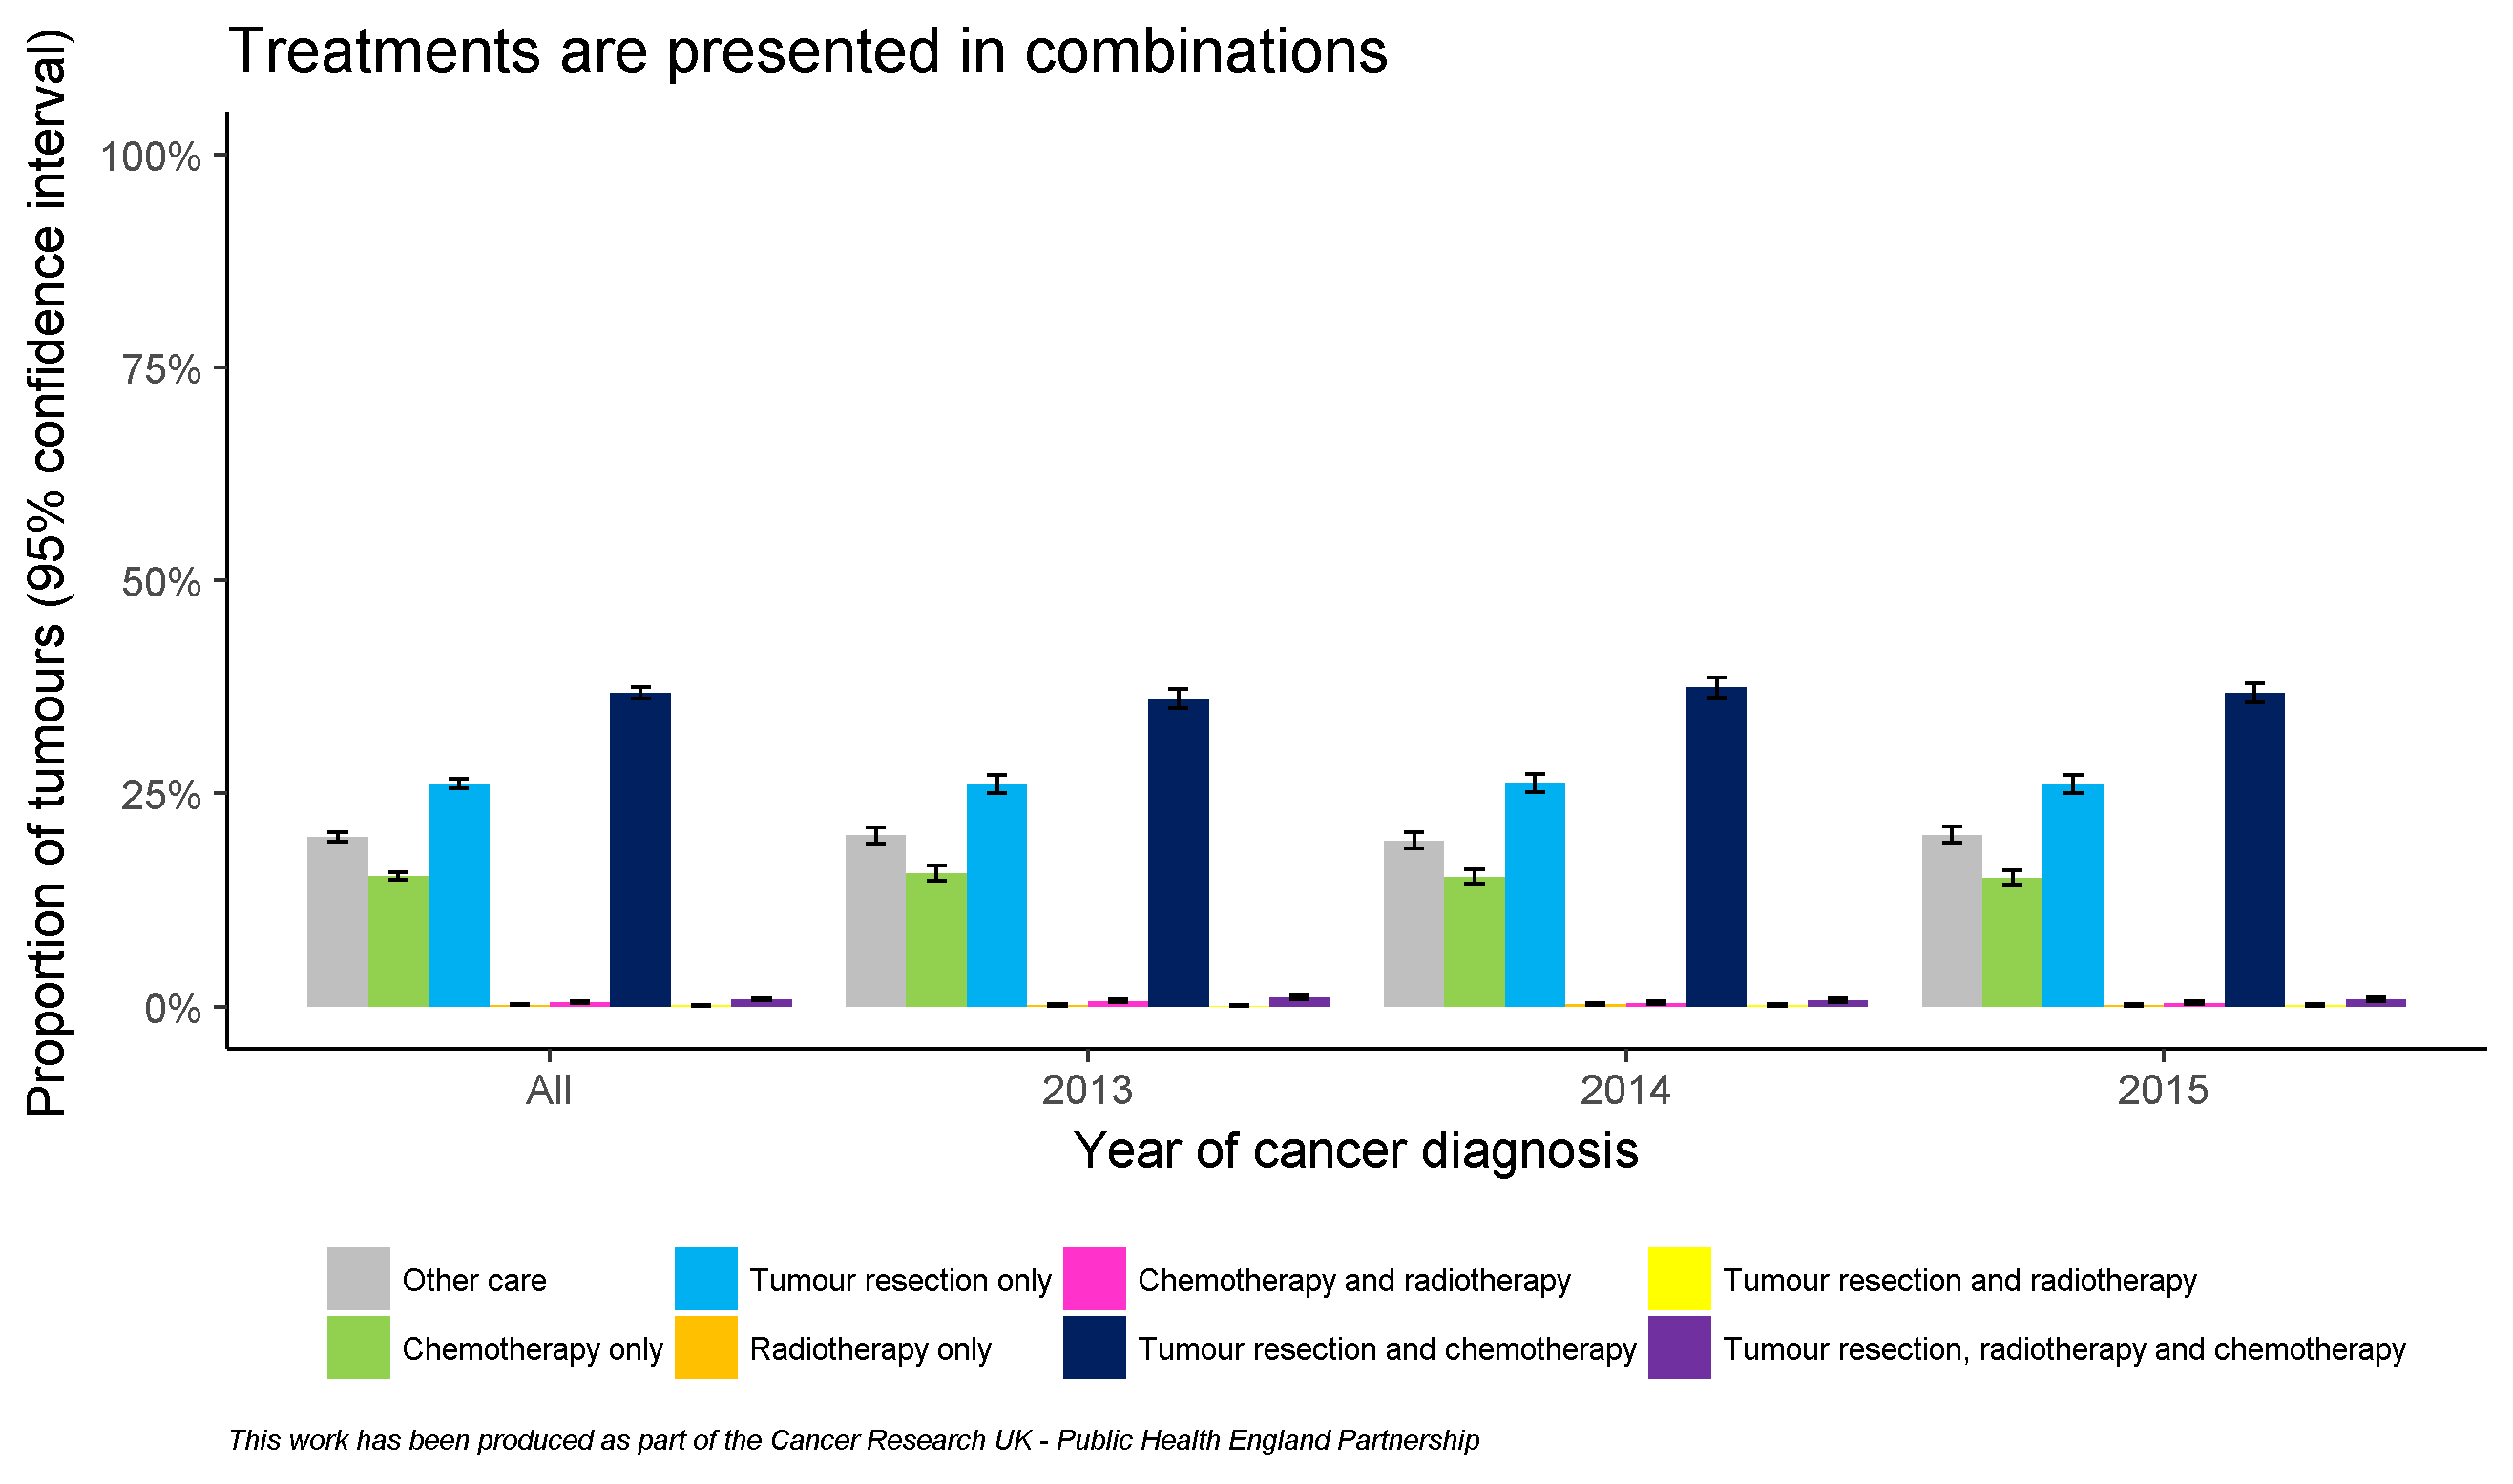 Treatments are presented in combinations
Proportion of tumours (95% confidence interval)
100%
75%
50%
25%
0%
All
2013
2014
2015
Year of cancer diagnosis
Other care
Tumour resection only
Chemotherapy and radiotherapy
Tumour resection and radiotherapy
Chemotherapy only
Radiotherapy only
Tumour resection and chemotherapy
Tumour resection, radiotherapy and chemotherapy
This work has been produced as part of the Cancer Research UK - Public Health England Partnership